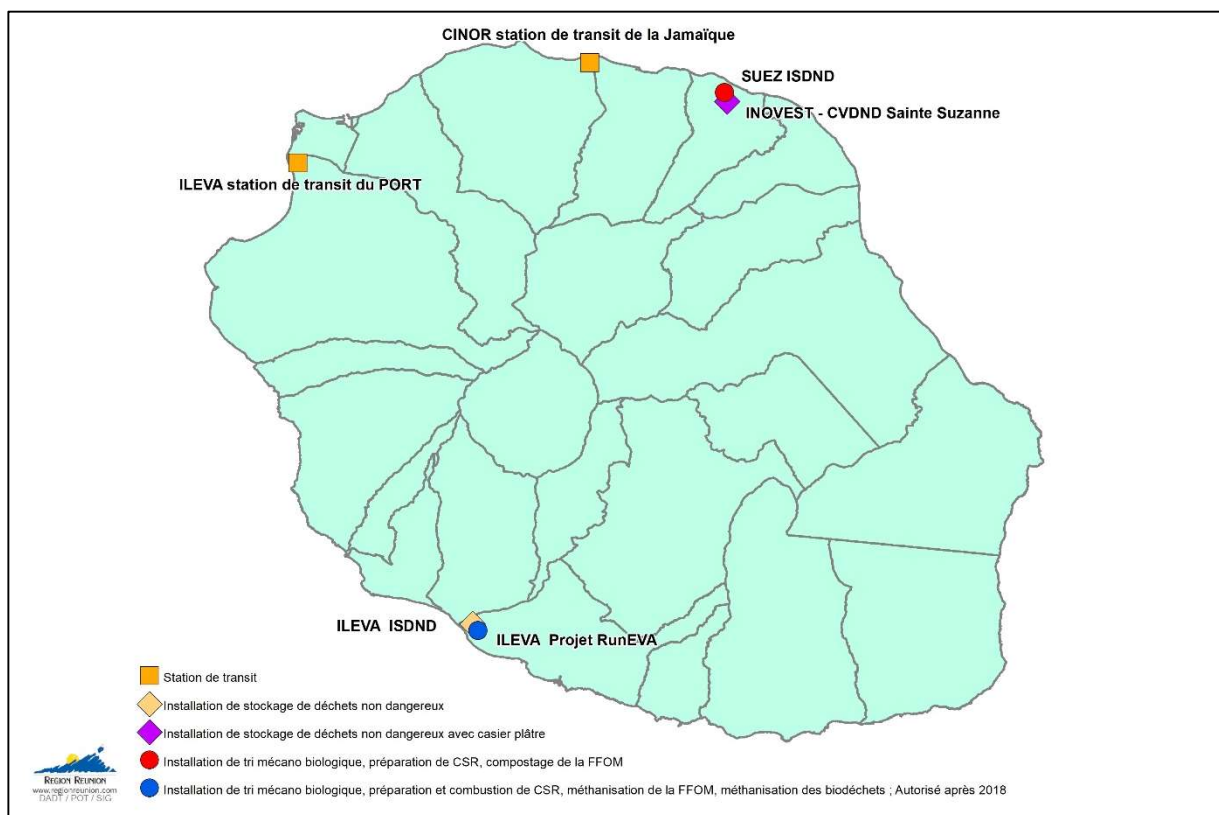 CINOR station de transit de la Jamaïque
SUEZ ISDND
INOVEST - CVDND Sainte Suzanne
ILEVA station de transit du PORT
ILEVA ISDND
ILEVA Projet RunEVA
Station de transit
Installation de stockage de déchets non dangereux
Installation de stockage de déchets non dangereux avec casier plâtre
Installation de tri mécano biologique, préparation de CSR, compostage de la FFOM
Installation de tri mécano biologique, préparation et combustion de CSR, méthanisation de la FFOM, méthanisation des biodéchets ; Autorisé après 2018
REGION REUNION
www.regionreunion.com
DADT / POT / SIG